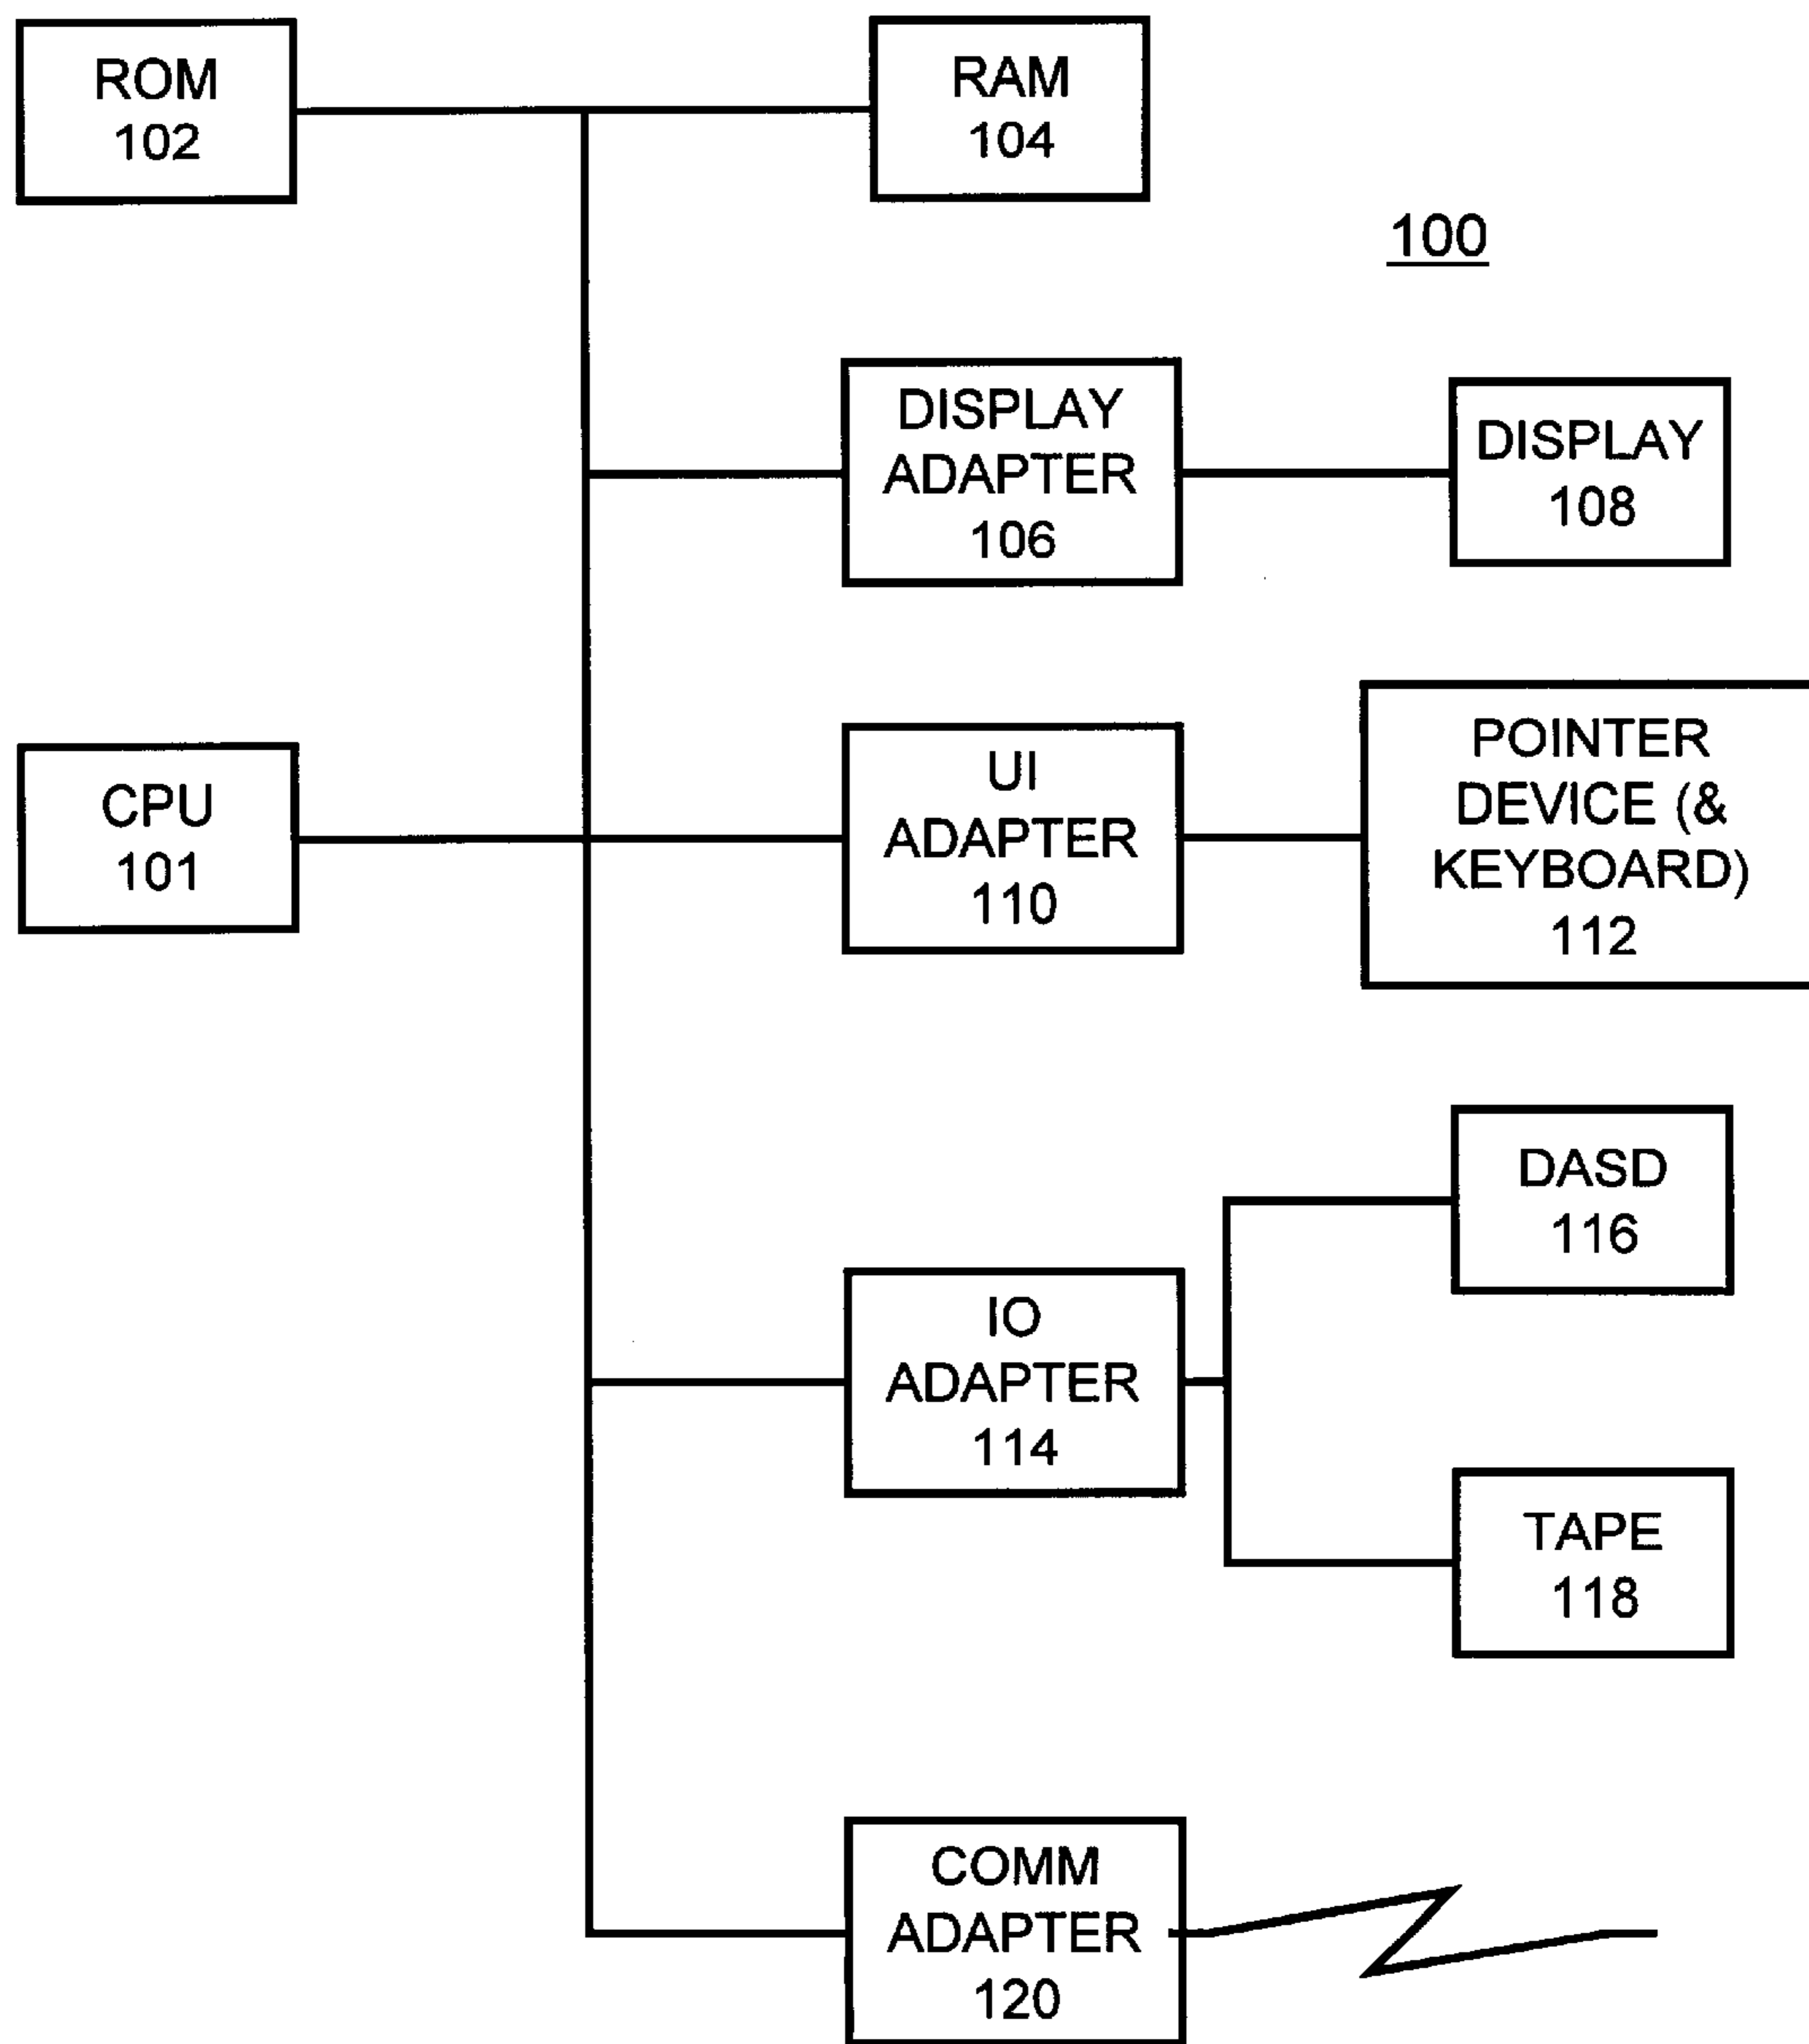 ROM
102
RAM
104
100
DISPLAY
ADAPTER
106
DISPLAY
108
CPU
101
UI
ADAPTER
110
POINTER
DEVICE (&
KEYBOARD)
112
DASD
116
IO
ADAPTER
114
TAPE
118
COMM
ADAPTER
120